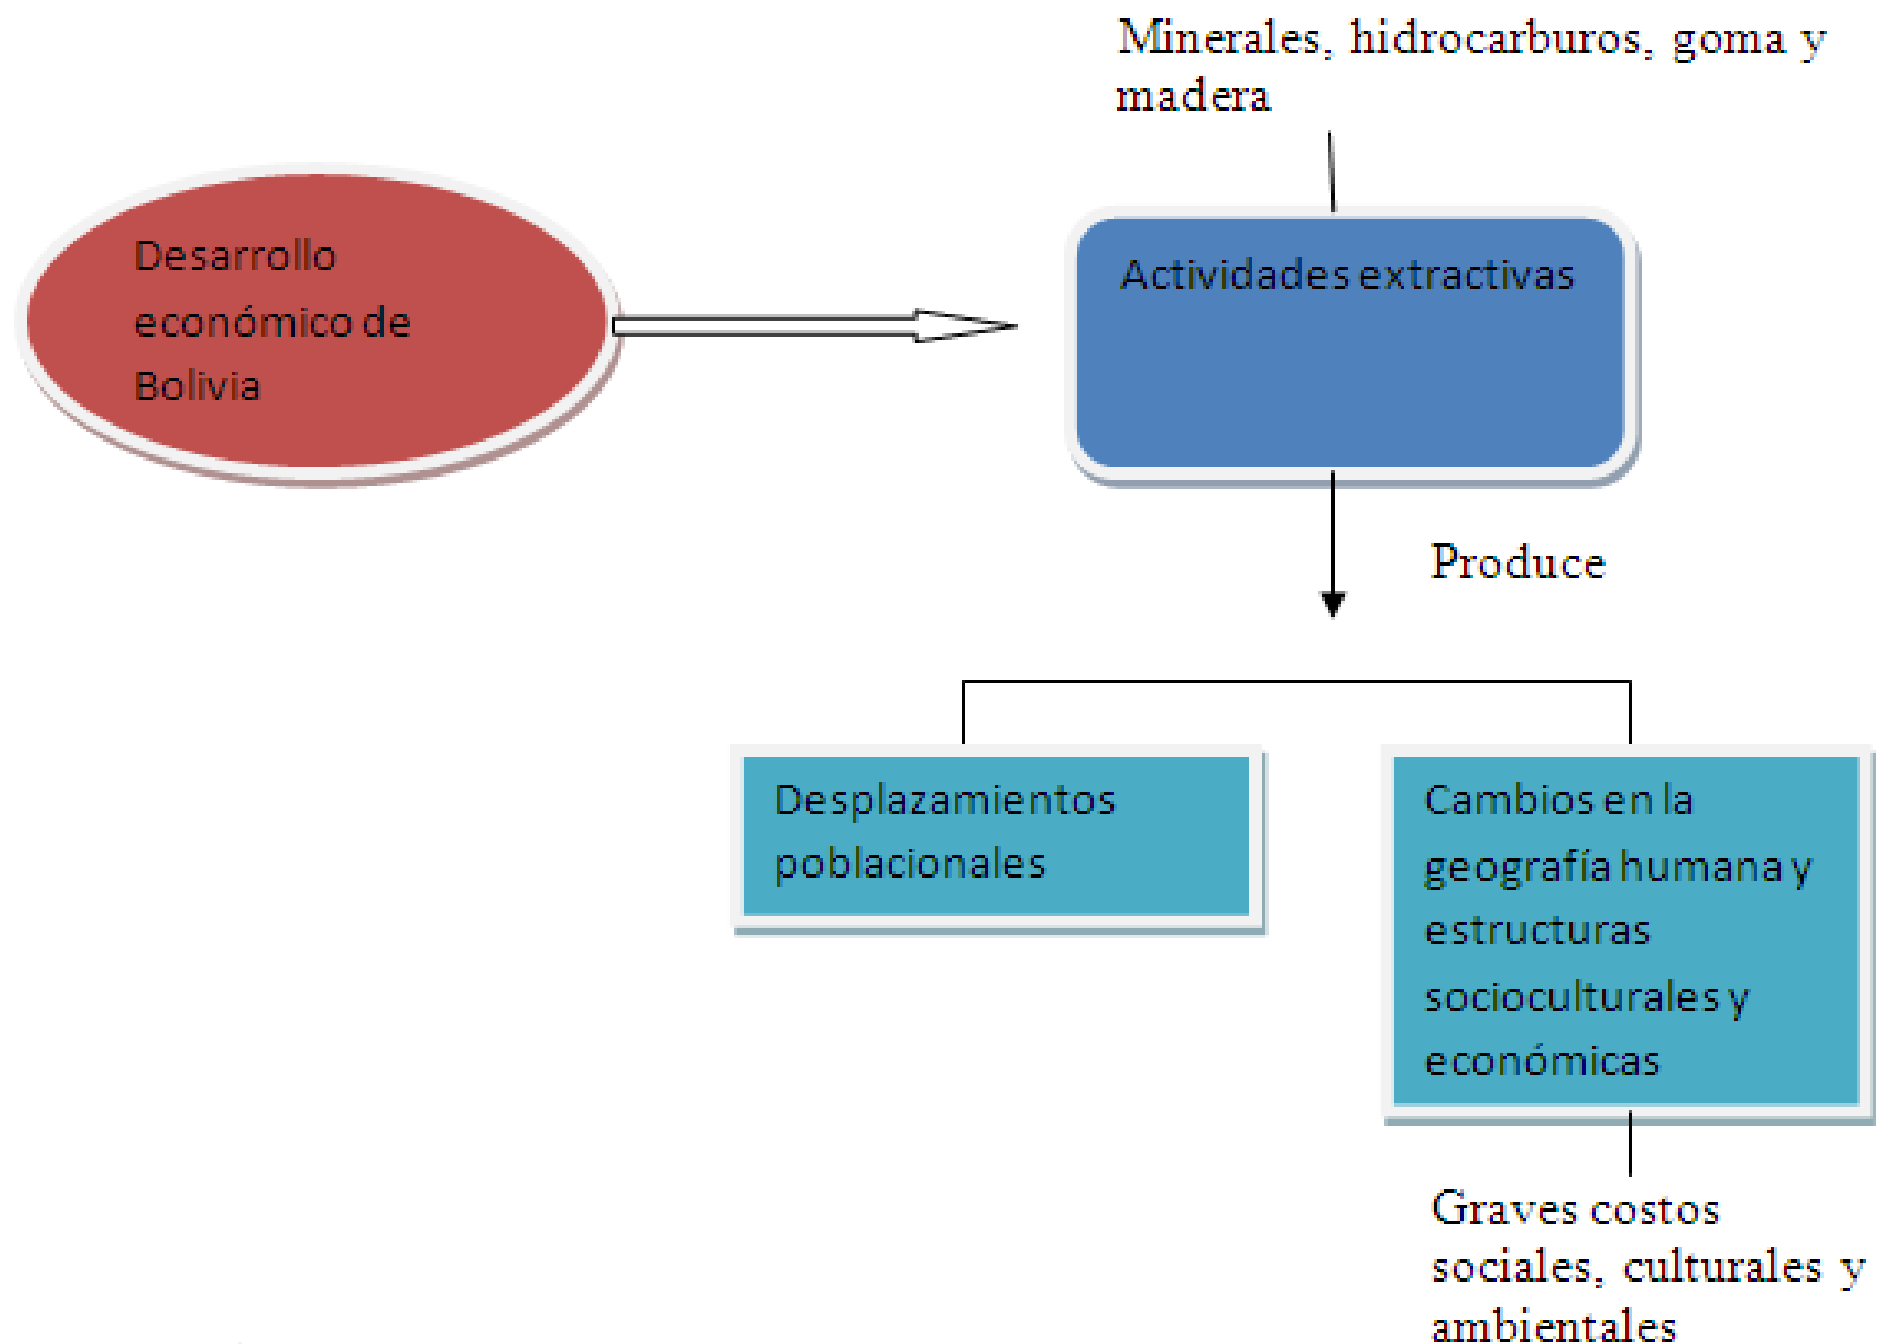 Minerales, hidrocarburos, goma y
madera
Desarrollo
económico de
Bolivia
Actividades extractivas
Produce
Desplazamientos
poblacionales
Cambios en la
geografía humana y
estructuras
socioculturales y
económicas
Graves costos
sociales, culturales y
ambientales